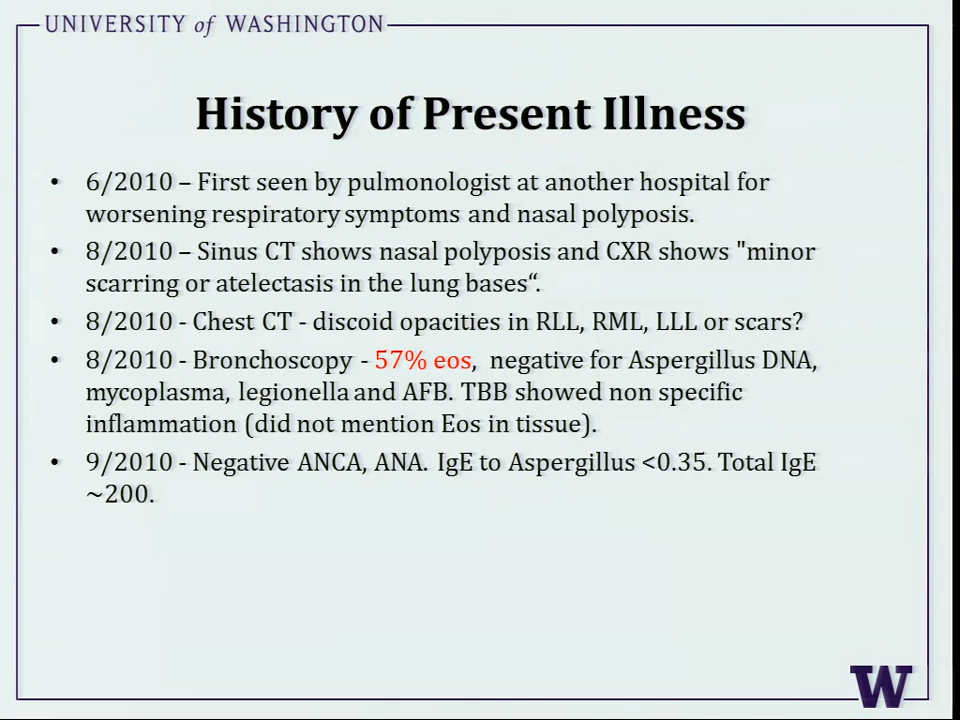 UNIVERSITY of WASHINGTON
History of Present Illness
• 6/2010 – First seen by pulmonologist at another hospital for
worsening respiratory symptoms and nasal polyposis.
• 8/2010 – Sinus CT shows nasal polyposis and CXR shows "minor
scarring or atelectasis in the lung bases“.
• 8/2010 - Chest CT - discoid opacities in RLL, RML, LLL or scars?
• 8/2010 - Bronchoscopy - 57% eos, negative for Aspergillus DNA,
mycoplasma, legionella and AFB. TBB showed non specific
inflammation (did not mention Eos in tissue).
• 9/2010 - Negative ANCA, ANA. IgE to Aspergillus <0.35. Total IgE
~200.
W